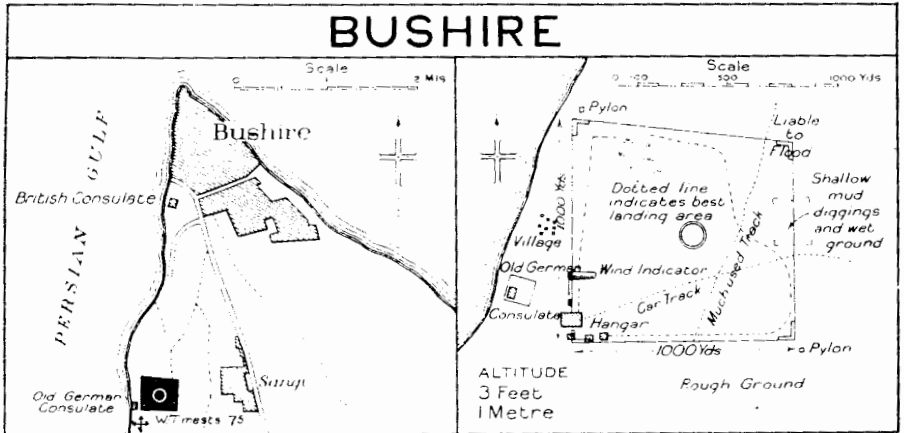 BUSHIRE
Scale
0 2 Mls
Bushire
PERSIAN GULF
British Consulate
Old German
Consulate
W.T. masts 75
Scale
500 1000 Yds
Pylon
Liable
to
Flood
Dotted line
indicates best
landing area
Shallow
mud
diggings
and wet
ground
1000 Yds
Village
Old German
Consulate
Wind Indicator
Car Track
Much used Track
Hangar
1000 Yds
Pylon
ALTITUDE
3 Feet
1 Metre
Rough Ground